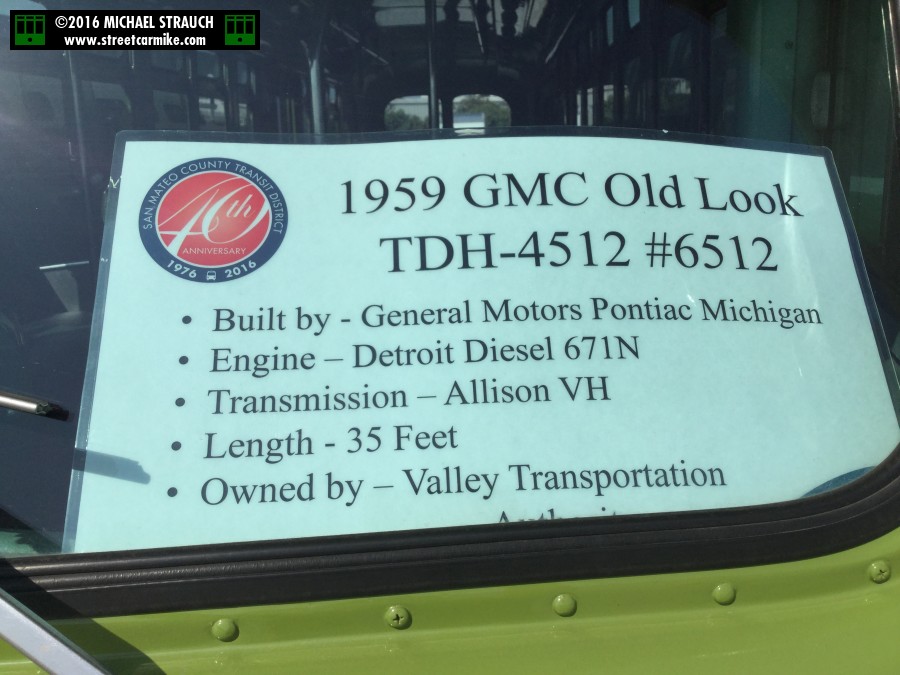 ©2016 MICHAEL STRAUCH
www.streetcarmike.com
SAN MATEO COUNTY TRANSIT DISTRICT
40th
ANNIVERSARY
1976 2016
1959 GMC Old Look
TDH-4512 #6512
• Built by - General Motors Pontiac Michigan
• Engine – Detroit Diesel 671N
• Transmission – Allison VH
• Length - 35 Feet
• Owned by – Valley Transportation